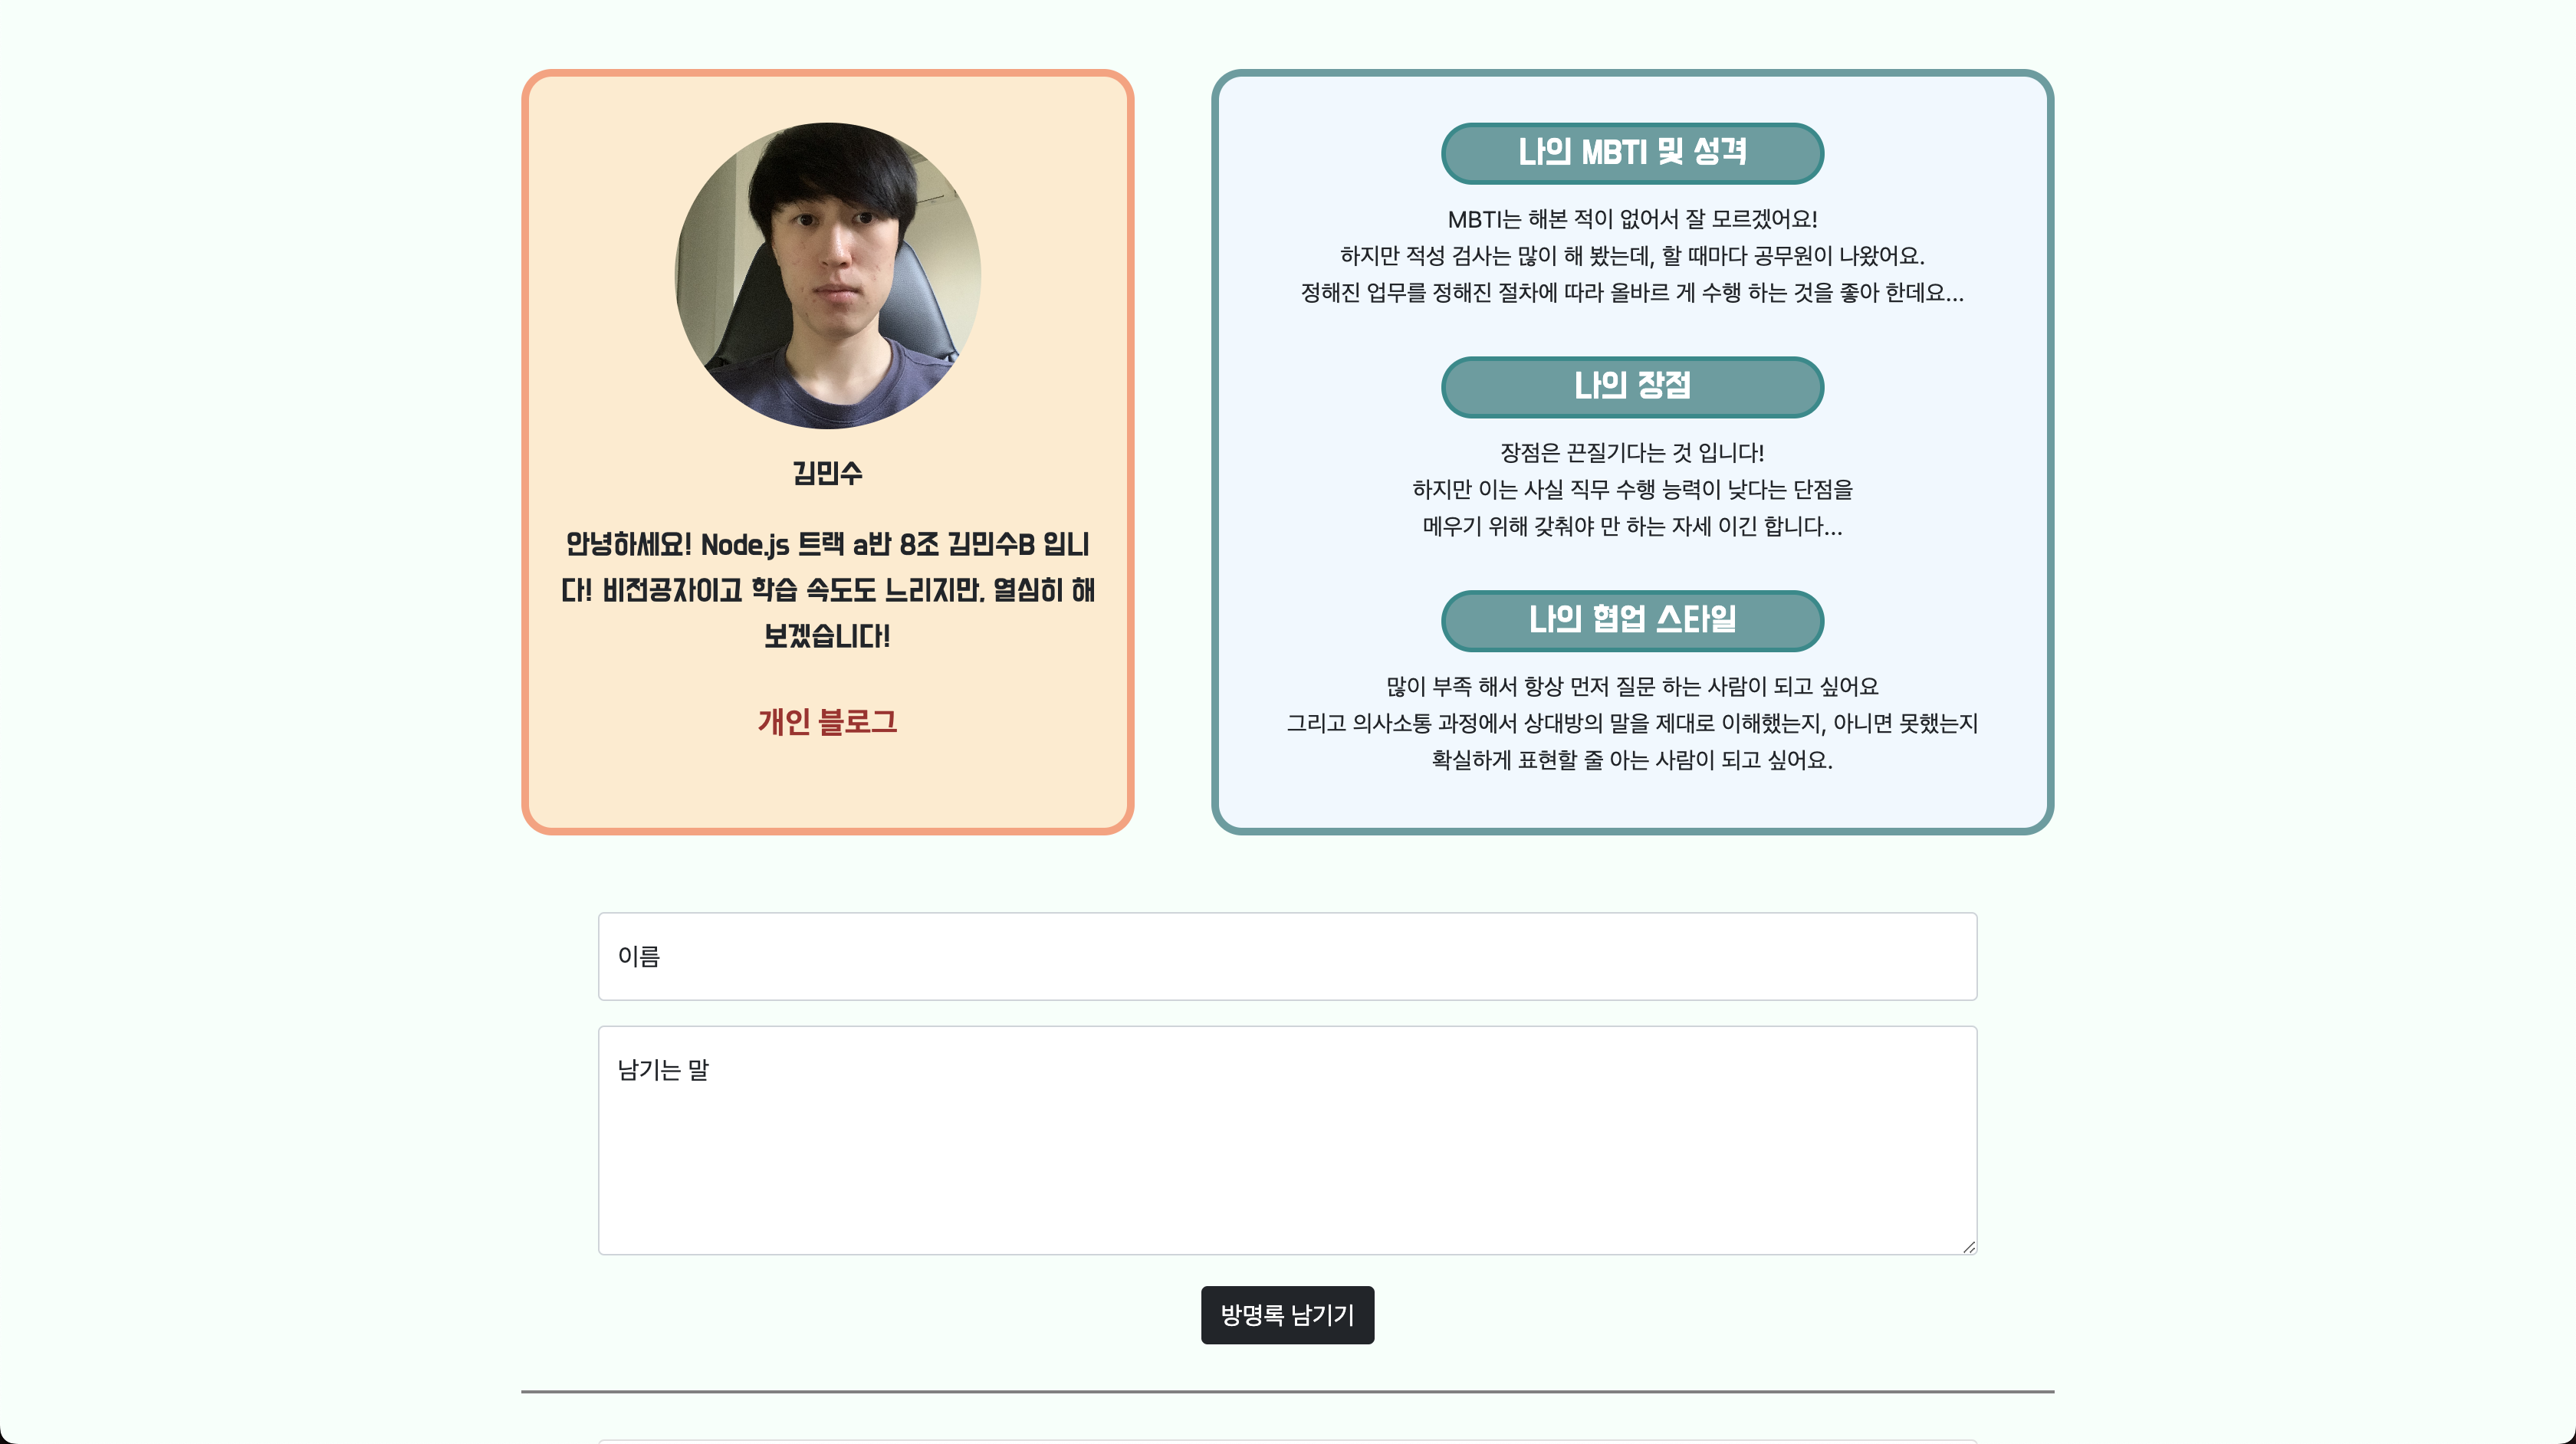 김민수
안녕하세요! Node.js 트랙 a반 8조 김민수B 입니
다! 비전공자이고 학습 속도도 느리지만, 열심히 해
보겠습니다!
개인 블로그
나의 MBTI 및 성격
MBTI는 해본 적이 없어서 잘 모르겠어요!
하지만 적성 검사는 많이 해 봤는데, 할 때마다 공무원이 나왔어요.
정해진 업무를 정해진 절차에 따라 올바르 게 수행 하는 것을 좋아 한데요...
나의 장점
장점은 끈질기다는 것 입니다!
하지만 이는 사실 직무 수행 능력이 낮다는 단점을
메우기 위해 갖춰야 만 하는 자세 이긴 합니다...
나의 협업 스타일
많이 부족 해서 항상 먼저 질문 하는 사람이 되고 싶어요
그리고 의사소통 과정에서 상대방의 말을 제대로 이해했는지, 아니면 못했는지
확실하게 표현할 줄 아는 사람이 되고 싶어요.
이름
남기는 말
방명록 남기기